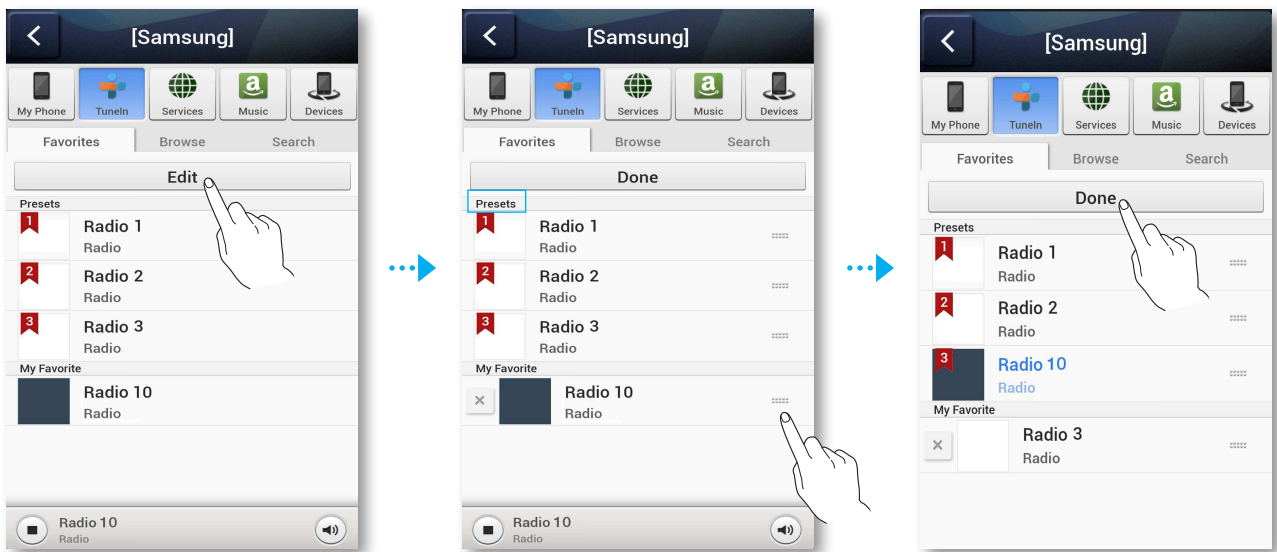 [Samsung]
My Phone TuneIn Services Music Devices
Favorites Browse Search
Edit
Presets
1 Radio 1
Radio
2 Radio 2
Radio
3 Radio 3
Radio
My Favorite
Radio 10
Radio
Radio 10
Radio
[Samsung]
My Phone TuneIn Services a Music Devices
Favorites Browse Search
Done
Presets
1 Radio 1
Radio
2 Radio 2
Radio
3 Radio 3
Radio
My Favorite
Radio 10
Radio
Radio 10
Radio
[Samsung]
My Phone TuneIn Services a Music Devices
Favorites Browse Search
Done
Presets
1 Radio 1
Radio
2 Radio 2
Radio
3 Radio 10
Radio
My Favorite
Radio 3
Radio